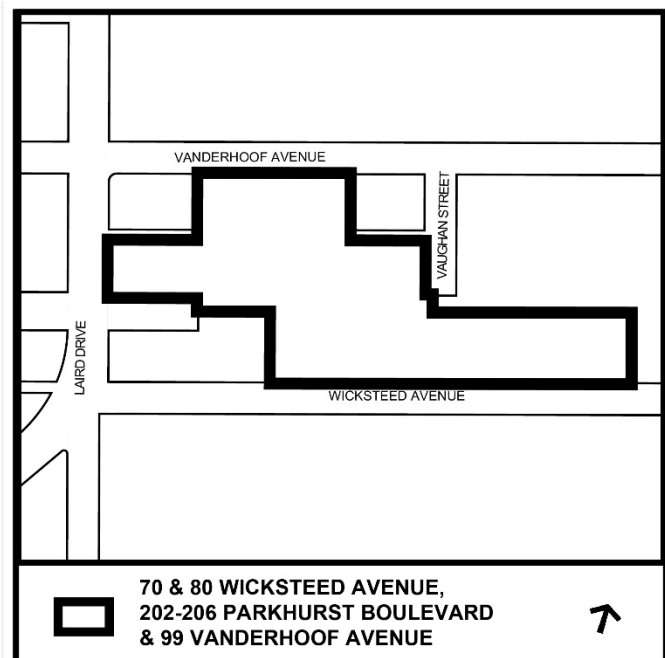 VANDERHOOF AVENUE
VAUGHAN STREET
LAIRD DRIVE
WICKSTEED AVENUE
70 & 80 WICKSTEED AVENUE,
202-206 PARKHURST BOULEVARD
& 99 VANDERHOOF AVENUE